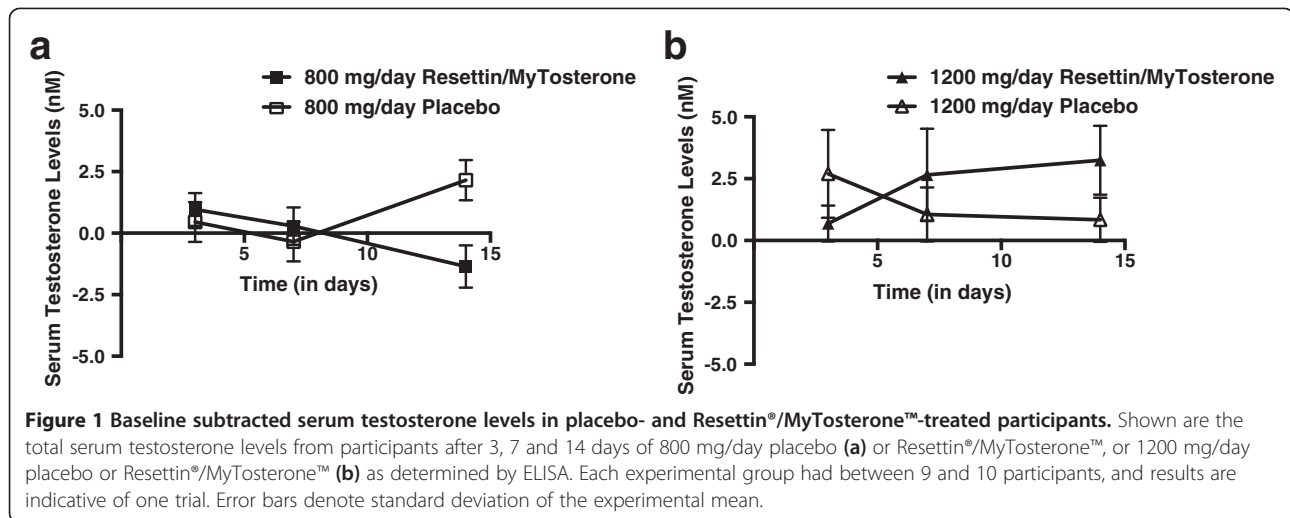 a
800 mg/day Resettin/MyTosterone
800 mg/day Placebo
Serum Testosterone Levels (nM)
5.0
2.5
0.0
-2.5
-5.0
5
10
15
Time (in days)
b
1200 mg/day Resettin/MyTosterone
1200 mg/day Placebo
Serum Testosterone Levels (nM)
5.0
2.5
0.0
-2.5
-5.0
5
10
15
Time (in days)
Figure 1 Baseline subtracted serum testosterone levels in placebo- and Resettin®/MyTosterone™-treated participants. Shown are the
total serum testosterone levels from participants after 3, 7 and 14 days of 800 mg/day placebo (a) or Resettin®/MyTosterone™, or 1200 mg/day
placebo or Resettin®/MyTosterone™ (b) as determined by ELISA. Each experimental group had between 9 and 10 participants, and results are
indicative of one trial. Error bars denote standard deviation of the experimental mean.